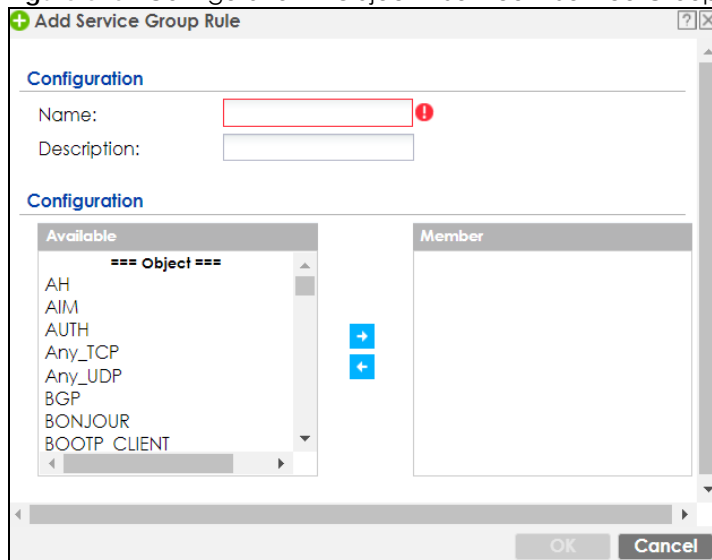 Add Service Group Rule
?
Configuration
Name:
Description:
Configuration
Available
Member
=== Object ===
AH
AIM
AUTH
Any_TCP
Any_UDP
BGP
BONJOUR
BOOTP_CLIENT
OK
Cancel